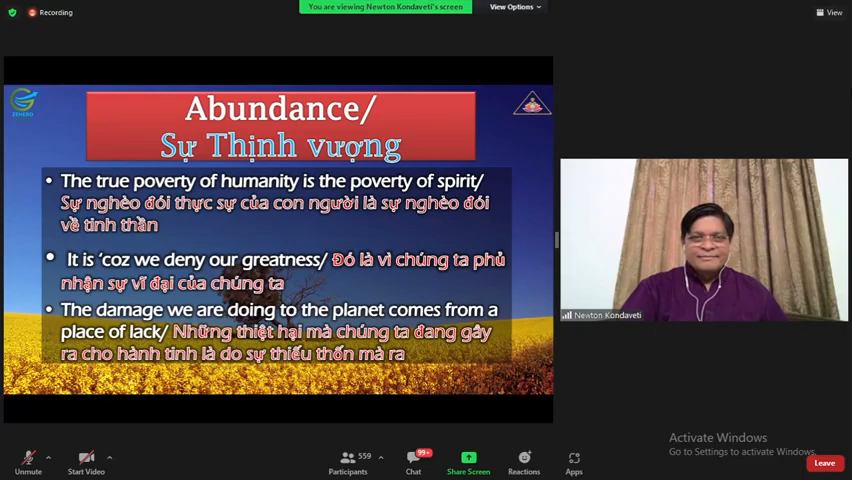 Recording
You are viewing Newton Kondaveti's screen
View Options
View
ZENERO
Abundance/
Sự Thịnh vượng
• The true poverty of humanity is the poverty of spirit/
Sự nghèo đói thực sự của con người là sự nghèo đói
về tinh thần
• It is ‘coz we deny our greatness/ Đó là vì chúng ta phủ
nhận sự vĩ đại của chúng ta
• The damage we are doing to the planet comes from a
place of lack/ Những thiệt hại mà chúng ta đang gây
ra cho hành tinh là do sự thiếu thốn mà ra
Newton Kondaveti
Activate Windows
Go to Settings to activate Windows.
Unmute
Start Video
559
Participants
99+
Chat
Share Screen
Reactions
Apps
Leave